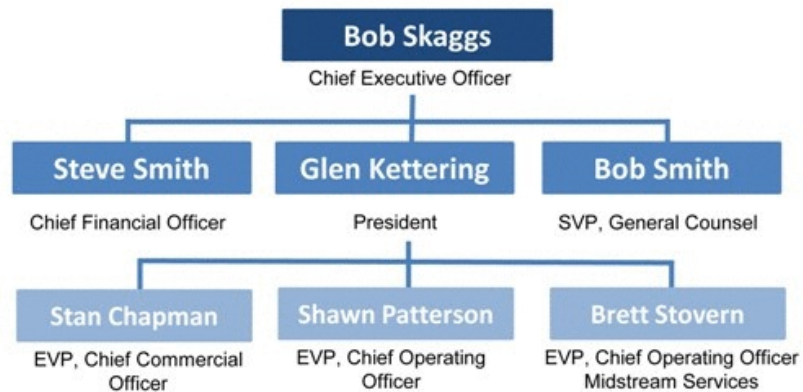 Bob Skaggs
Chief Executive Officer
Steve Smith
Glen Kettering
Bob Smith
Chief Financial Officer
President
SVP, General Counsel
Stan Chapman
Shawn Patterson
Brett Stovern
EVP, Chief Commercial
Officer
EVP, Chief Operating
Officer
EVP, Chief Operating Officer
Midstream Services